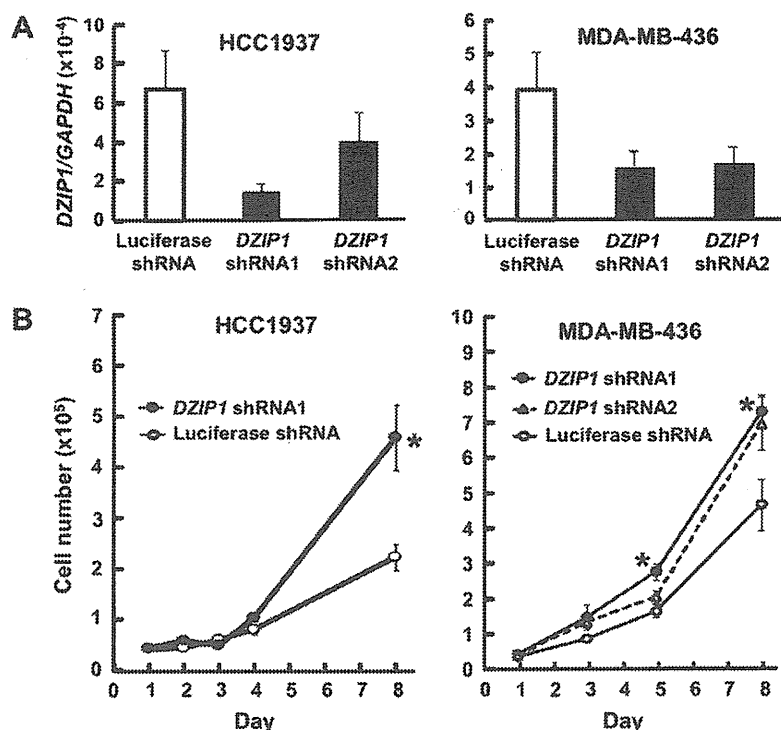 A
HCC1937
DZIP1/GAPDH (x10-4)
10
8
6
4
2
0
Luciferase shRNA
DZIP1 shRNA1
DZIP1 shRNA2
MDA-MB-436
6
5
4
3
2
1
0
Luciferase shRNA
DZIP1 shRNA1
DZIP1 shRNA2
B
HCC1937
Cell number (x10⁵)
7
6
5
4
3
2
1
0
DZIP1 shRNA1
Luciferase shRNA
*
0 1 2 3 4 5 6 7 8
Day
MDA-MB-436
10
9
8
7
6
5
4
3
2
1
0
DZIP1 shRNA1
DZIP1 shRNA2
Luciferase shRNA
*
*
0 1 2 3 4 5 6 7 8
Day